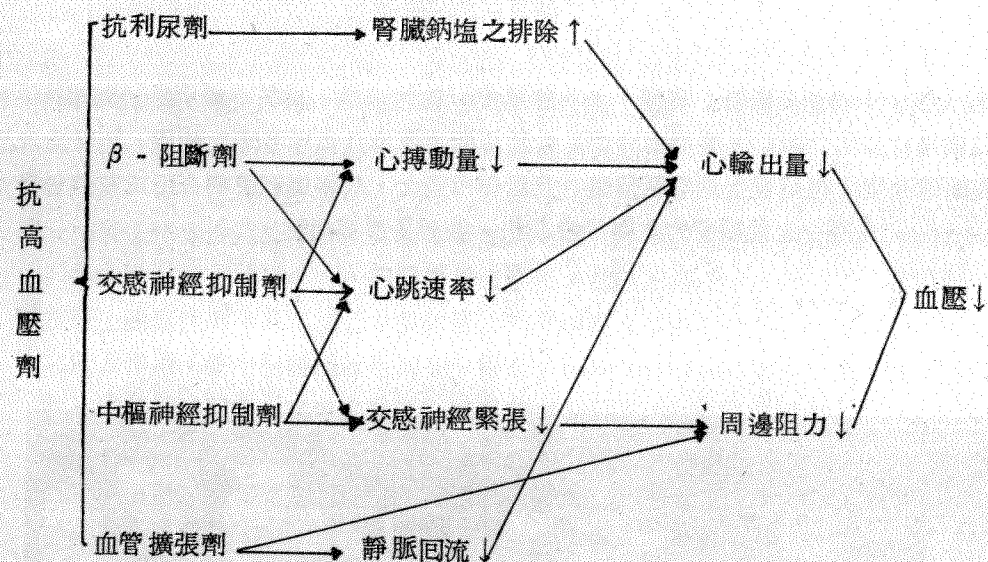 抗高血壓劑
抗利尿劑
腎臟鈉塩之排除↑
β - 阻斷劑
心搏動量↓
心輸出量↓
交感神經抑制劑
心跳速率↓
血壓↓
中樞神經抑制劑
交感神經緊張↓
周邊阻力↓
血管擴張劑
靜脈囘流↓